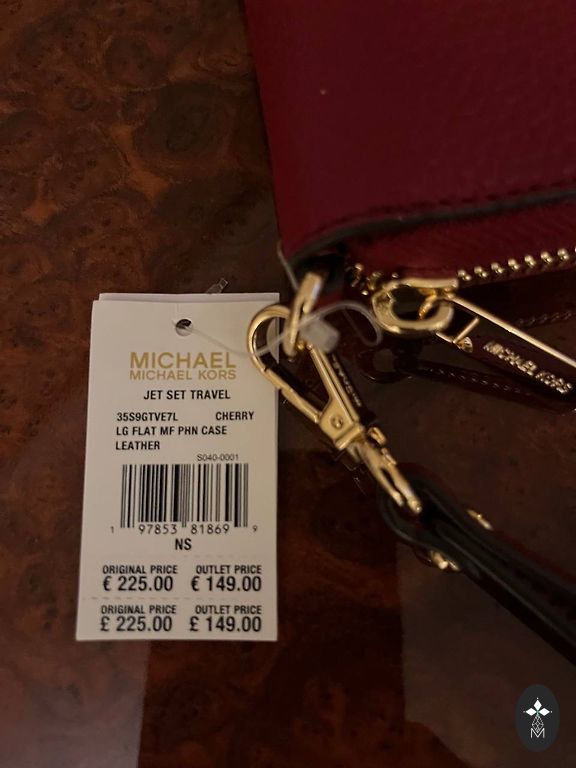 MICHAEL
MICHAEL KORS
JET SET TRAVEL
35S9GTVE7L CHERRY
LG FLAT MF PHN CASE
LEATHER
S040-0001
1 97853 81869 9
NS
ORIGINAL PRICE OUTLET PRICE
€ 225.00 € 149.00
ORIGINAL PRICE OUTLET PRICE
£ 225.00 £ 149.00
MICHAEL KORS
M